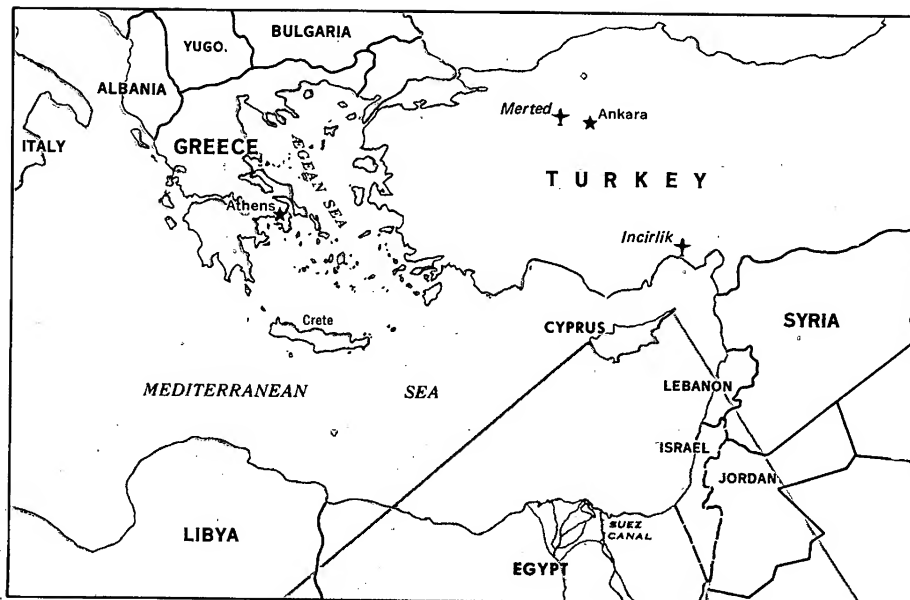 BULGARIA
YUGO.
ALBANIA
Merted
Ankara
ITALY
GREECE
ÆGEAN SEA
TURKEY
Athens
Incirlik
Crete
CYPRUS
SYRIA
MEDITERRANEAN SEA
LEBANON
ISRAEL
JORDAN
SUEZ
CANAL
LIBYA
EGYPT